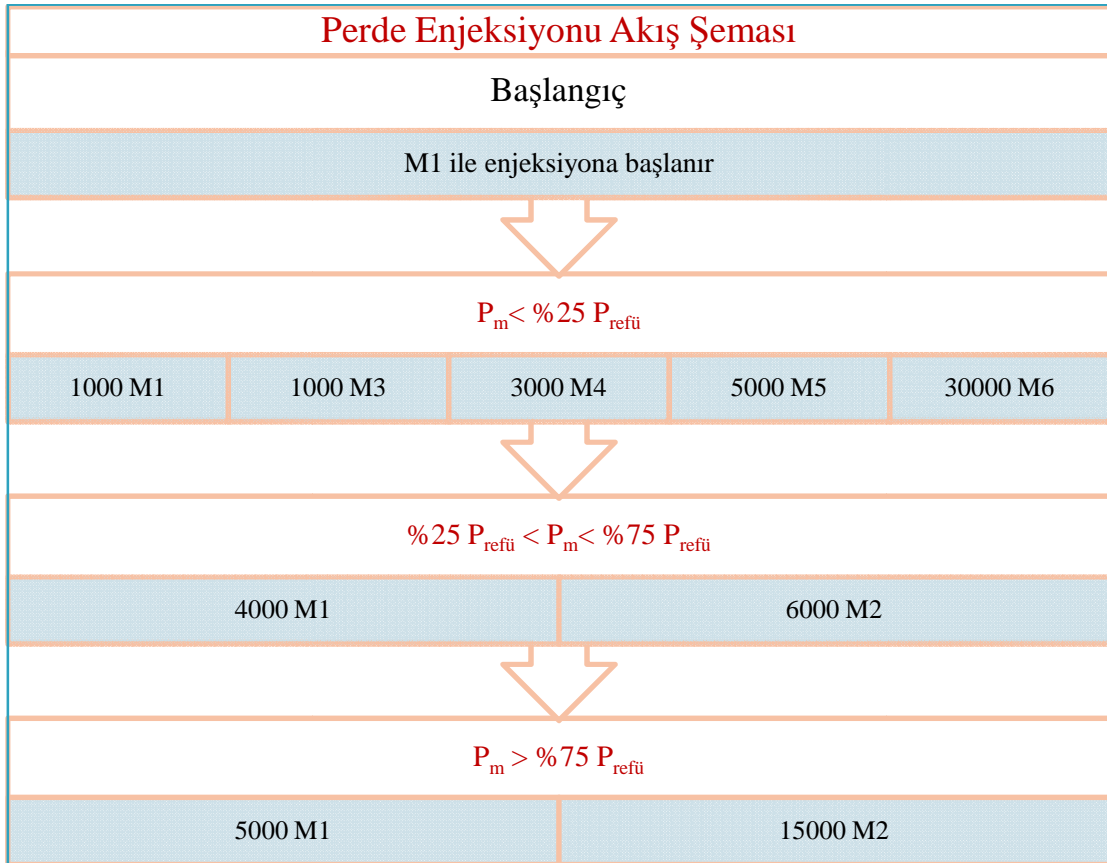 Perde Enjeksiyonu Akış Şeması
Başlangıç
M1 ile enjeksiyona başlanır
Pm< %25 Prefü
1000 M1
1000 M3
3000 M4
5000 M5
30000 M6
%25 Prefü < Pm< %75 Prefü
4000 M1
6000 M2
Pm > %75 Prefü
5000 M1
15000 M2